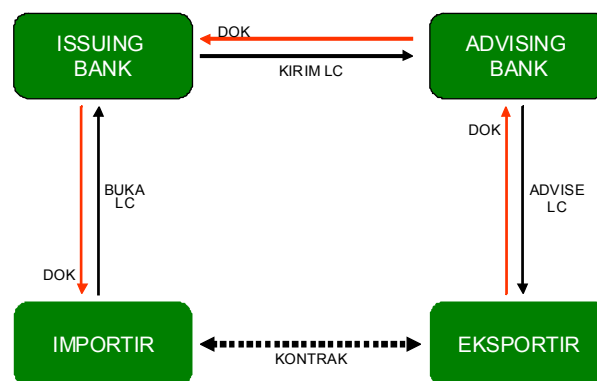 ISSUING
BANK
DOK
KIRIM LC
ADVISING
BANK
DOK
BUKA
LC
DOK
ADVISE
LC
IMPORTIR
KONTRAK
EKSPORTIR